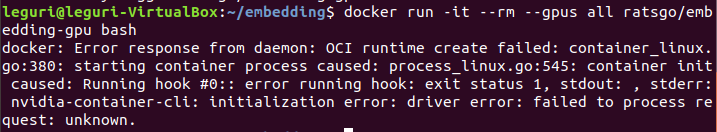 leguri@leguri-VirtualBox:~/embedding$ docker run -it --rm --gpus all ratsgo/emb
edding-gpu bash
docker: Error response from daemon: OCI runtime create failed: container_linux.
go:380: starting container process caused: process_linux.go:545: container init
 caused: Running hook #0:: error running hook: exit status 1, stdout: , stderr:
 nvidia-container-cli: initialization error: driver error: failed to process re
quest: unknown.